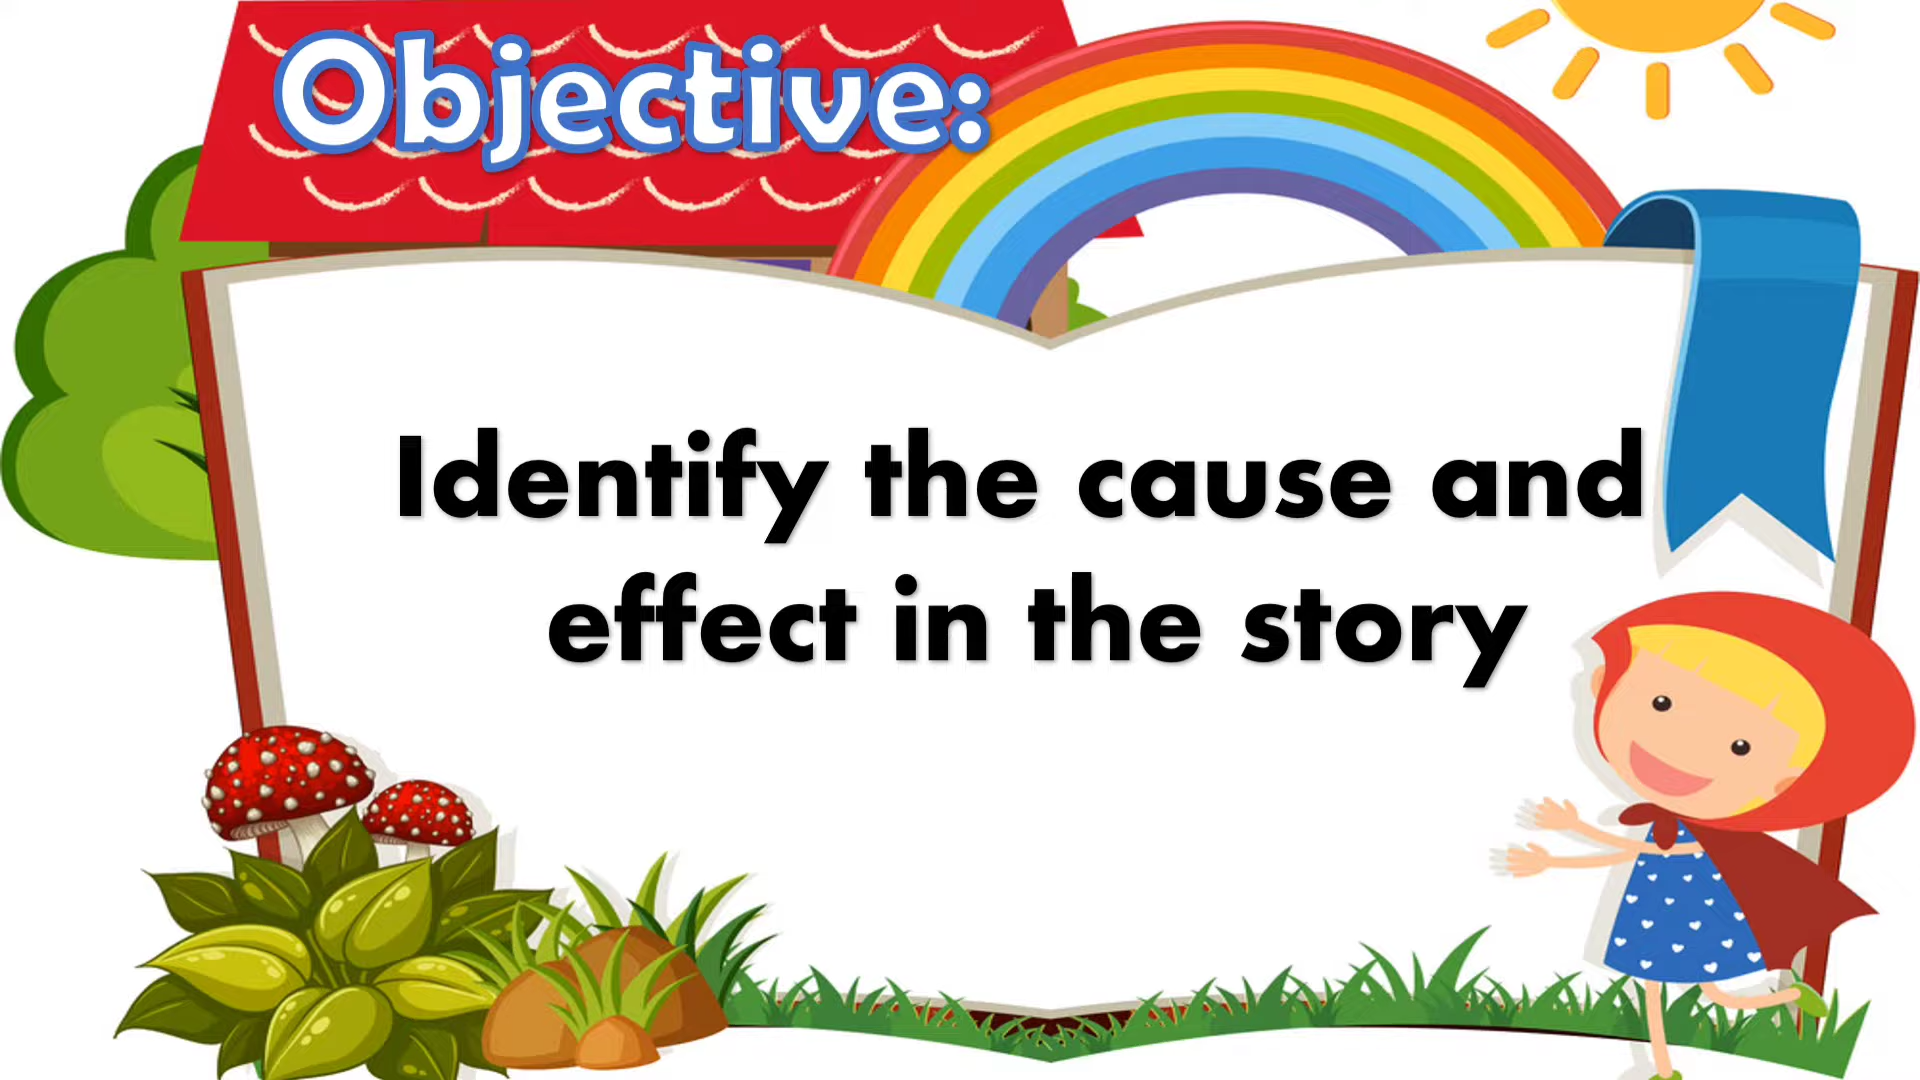 Objective:
Identify the cause and
effect in the story